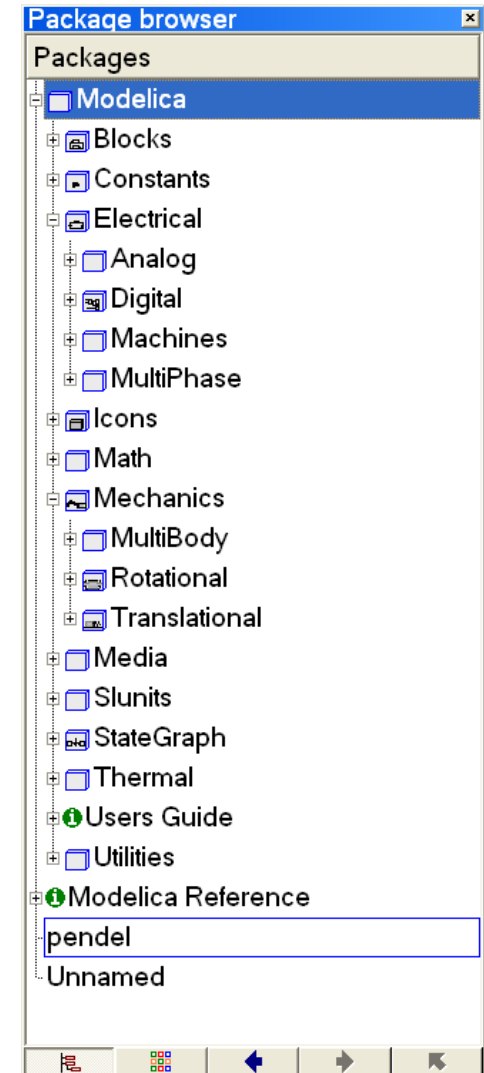 Package browser
Packages
Modelica
Blocks
Constants
Electrical
Analog
Digital
Machines
MultiPhase
Icons
Math
Mechanics
MultiBody
Rotational
Translational
Media
SIunits
StateGraph
Thermal
Users Guide
Utilities
Modelica Reference
pendel
Unnamed